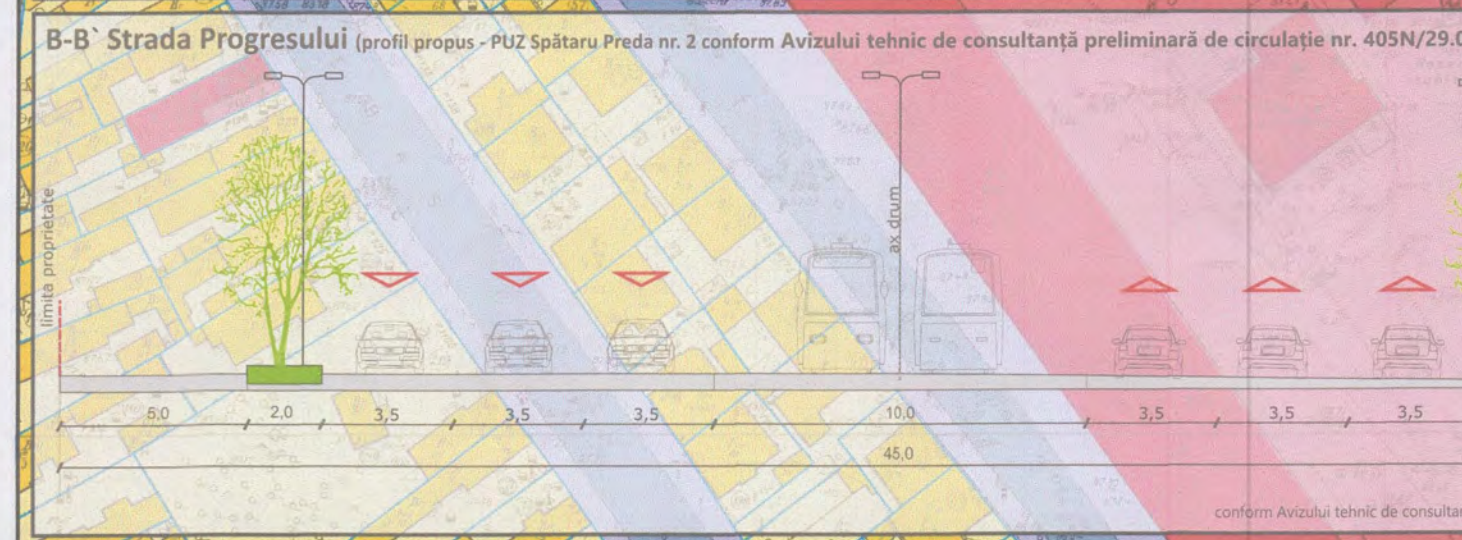 B-B` Strada Progresului (profil propus - PUZ Spătaru Preda nr. 2 conform Avizului tehnic de consultanță preliminară de circulație nr. 405N/29.0
limita proprietate
ax drum
5,0 2,0 3,5 3,5 3,5 10,0 3,5 3,5 3,5
45,0
conform Avizului tehnic de consultan